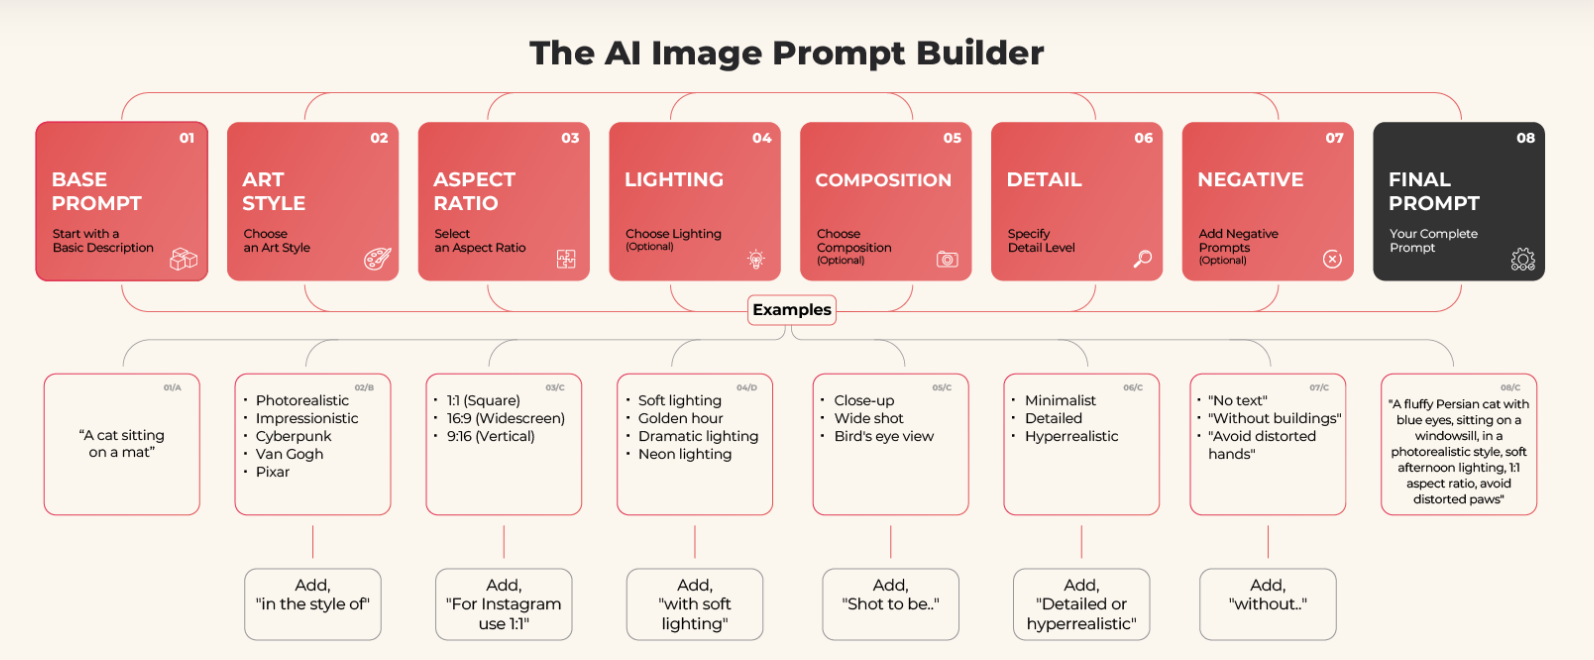 The AI Image Prompt Builder
01
BASE
PROMPT
Start with a
Basic Description
02
ART
STYLE
Choose
an Art Style
03
ASPECT
RATIO
Select
an Aspect Ratio
04
LIGHTING
Choose Lighting
(Optional)
05
COMPOSITION
Choose
Composition
(Optional)
06
DETAIL
Specify
Detail Level
07
NEGATIVE
Add Negative
Prompts
(Optional)
08
FINAL
PROMPT
Your Complete
Prompt
Examples
01/A
“A cat sitting
on a mat”
02/B
· Photorealistic
· Impressionistic
· Cyberpunk
· Van Gogh
· Pixar
03/C
· 1:1 (Square)
· 16:9 (Widescreen)
· 9:16 (Vertical)
04/D
· Soft lighting
· Golden hour
· Dramatic lighting
· Neon lighting
05/C
· Close-up
· Wide shot
· Bird's eye view
06/C
· Minimalist
· Detailed
· Hyperrealistic
07/C
· "No text"
· "Without buildings"
· "Avoid distorted
hands"
08/C
"A fluffy Persian cat with
blue eyes, sitting on a
windowsill, in a
photorealistic style, soft
afternoon lighting, 1:1
aspect ratio, avoid
distorted paws"
Add,
"in the style of"
Add,
"For Instagram
use 1:1"
Add,
"with soft
lighting"
Add,
"Shot to be.."
Add,
"Detailed or
hyperrealistic"
Add,
"without.."